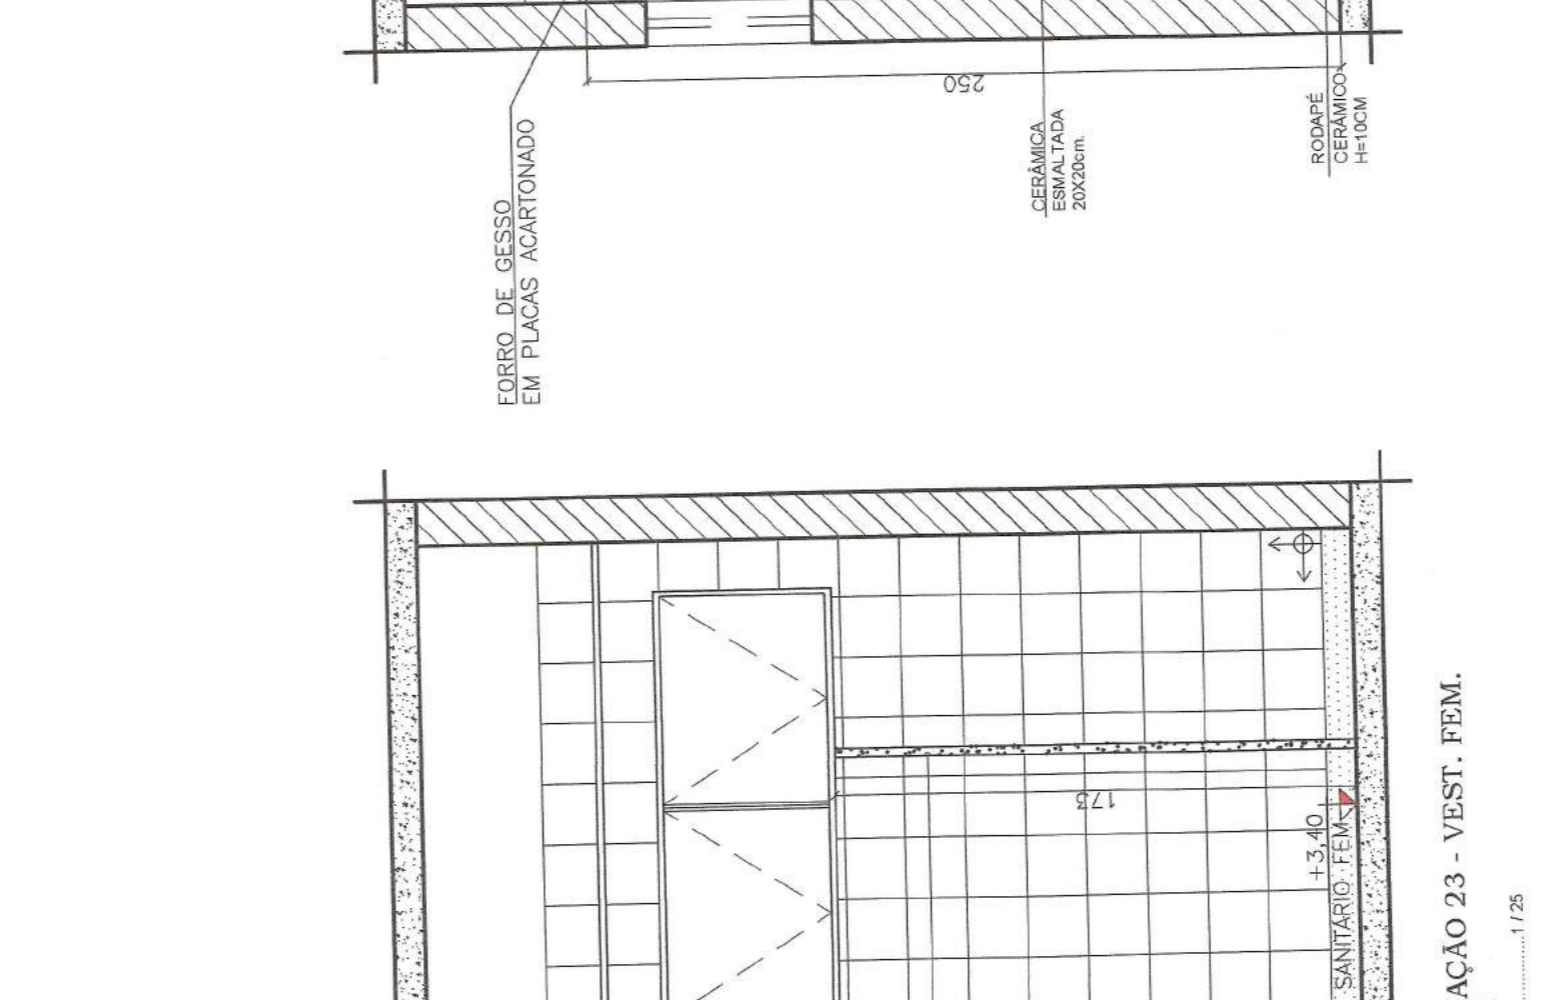 FORRO DE GESSO
EM PLACAS ACARTONADO
250
CERÂMICA
ESMALTADA
20X20cm.
RODAPÉ
CERÂMICO
H=10CM
173
+3,40
SANITÁRIO FEM.
AÇÃO 23 - VEST. FEM.
1 / 25